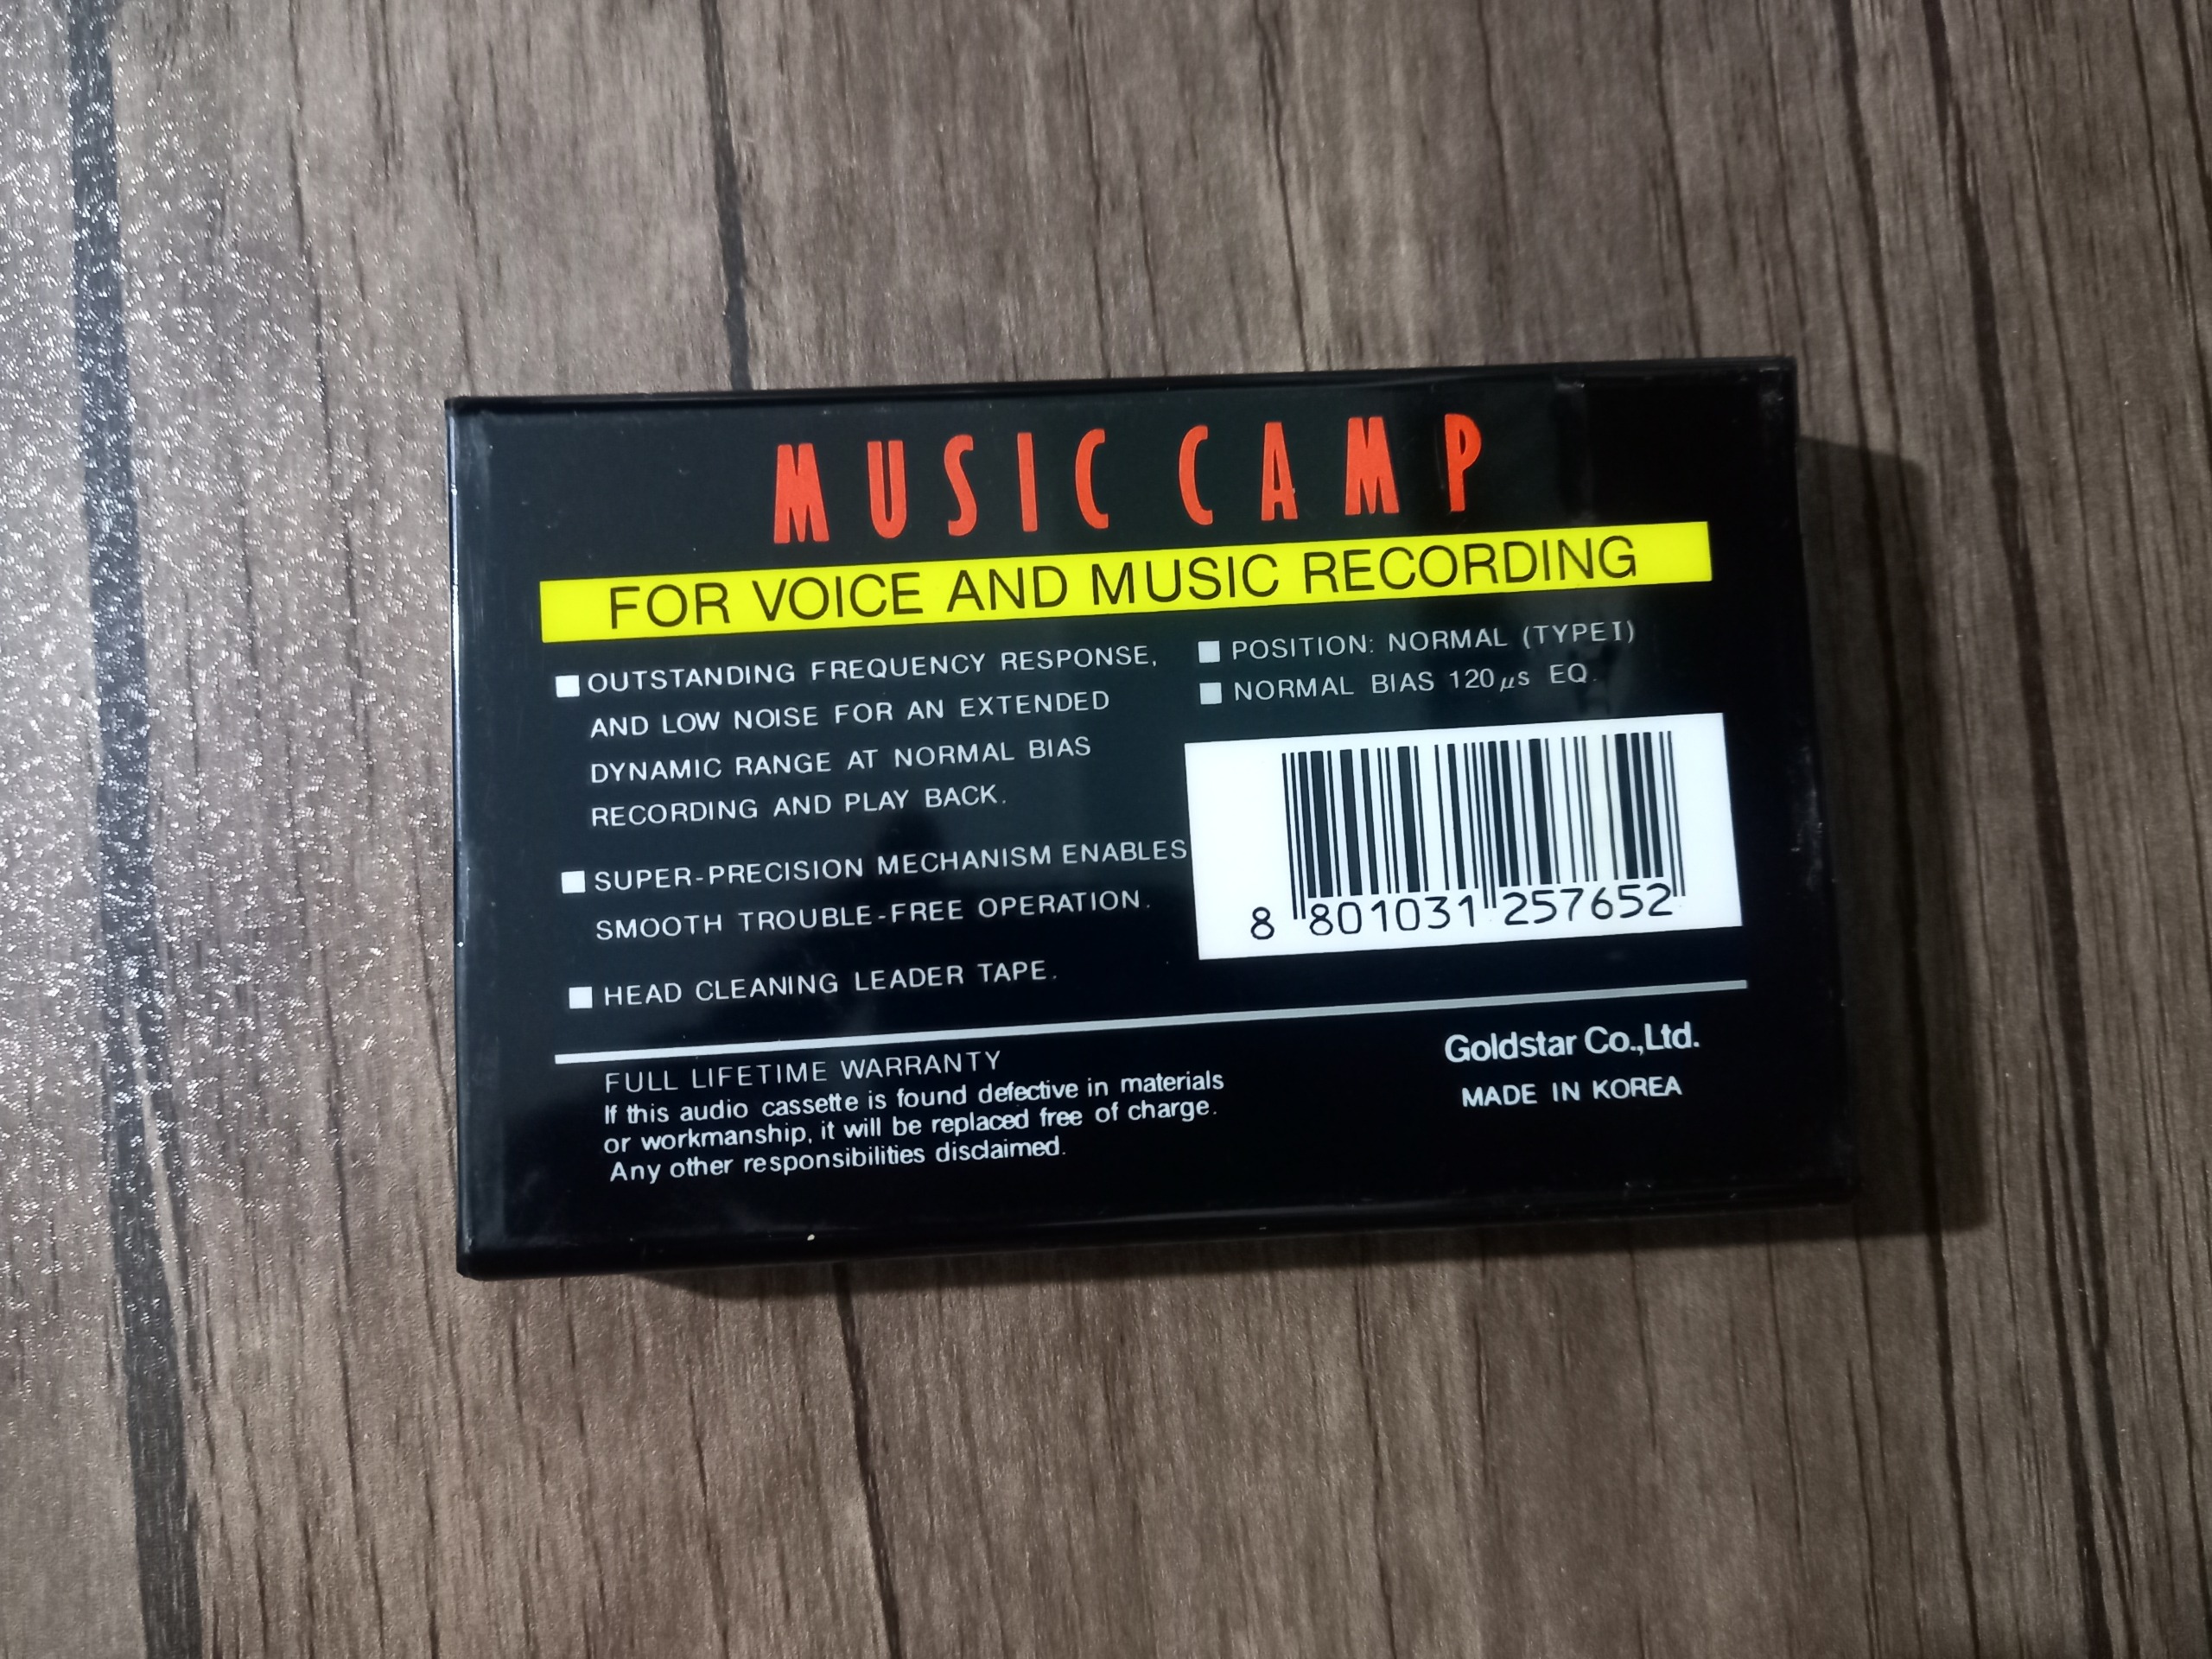 MUSIC CAMP
FOR VOICE AND MUSIC RECORDING
OUTSTANDING FREQUENCY RESPONSE,
AND LOW NOISE FOR AN EXTENDED
DYNAMIC RANGE AT NORMAL BIAS
RECORDING AND PLAY BACK.
SUPER-PRECISION MECHANISM ENABLES
SMOOTH TROUBLE-FREE OPERATION.
HEAD CLEANING LEADER TAPE.
POSITION: NORMAL (TYPE I)
NORMAL BIAS 120μs EQ.
8 801031 257652
FULL LIFETIME WARRANTY
If this audio cassette is found defective in materials
or workmanship, it will be replaced free of charge.
Any other responsibilities disclaimed.
Goldstar Co.,Ltd.
MADE IN KOREA